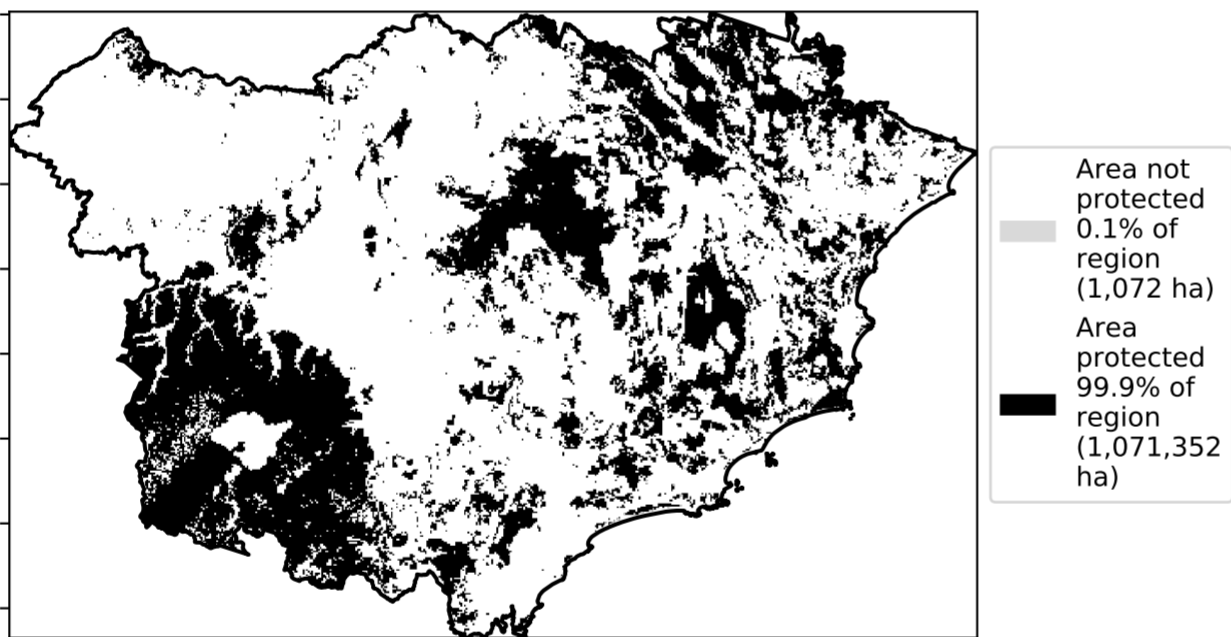 Area not
protected
0.1% of
region
(1,072 ha)
Area
protected
99.9% of
region
(1,071,352
ha)